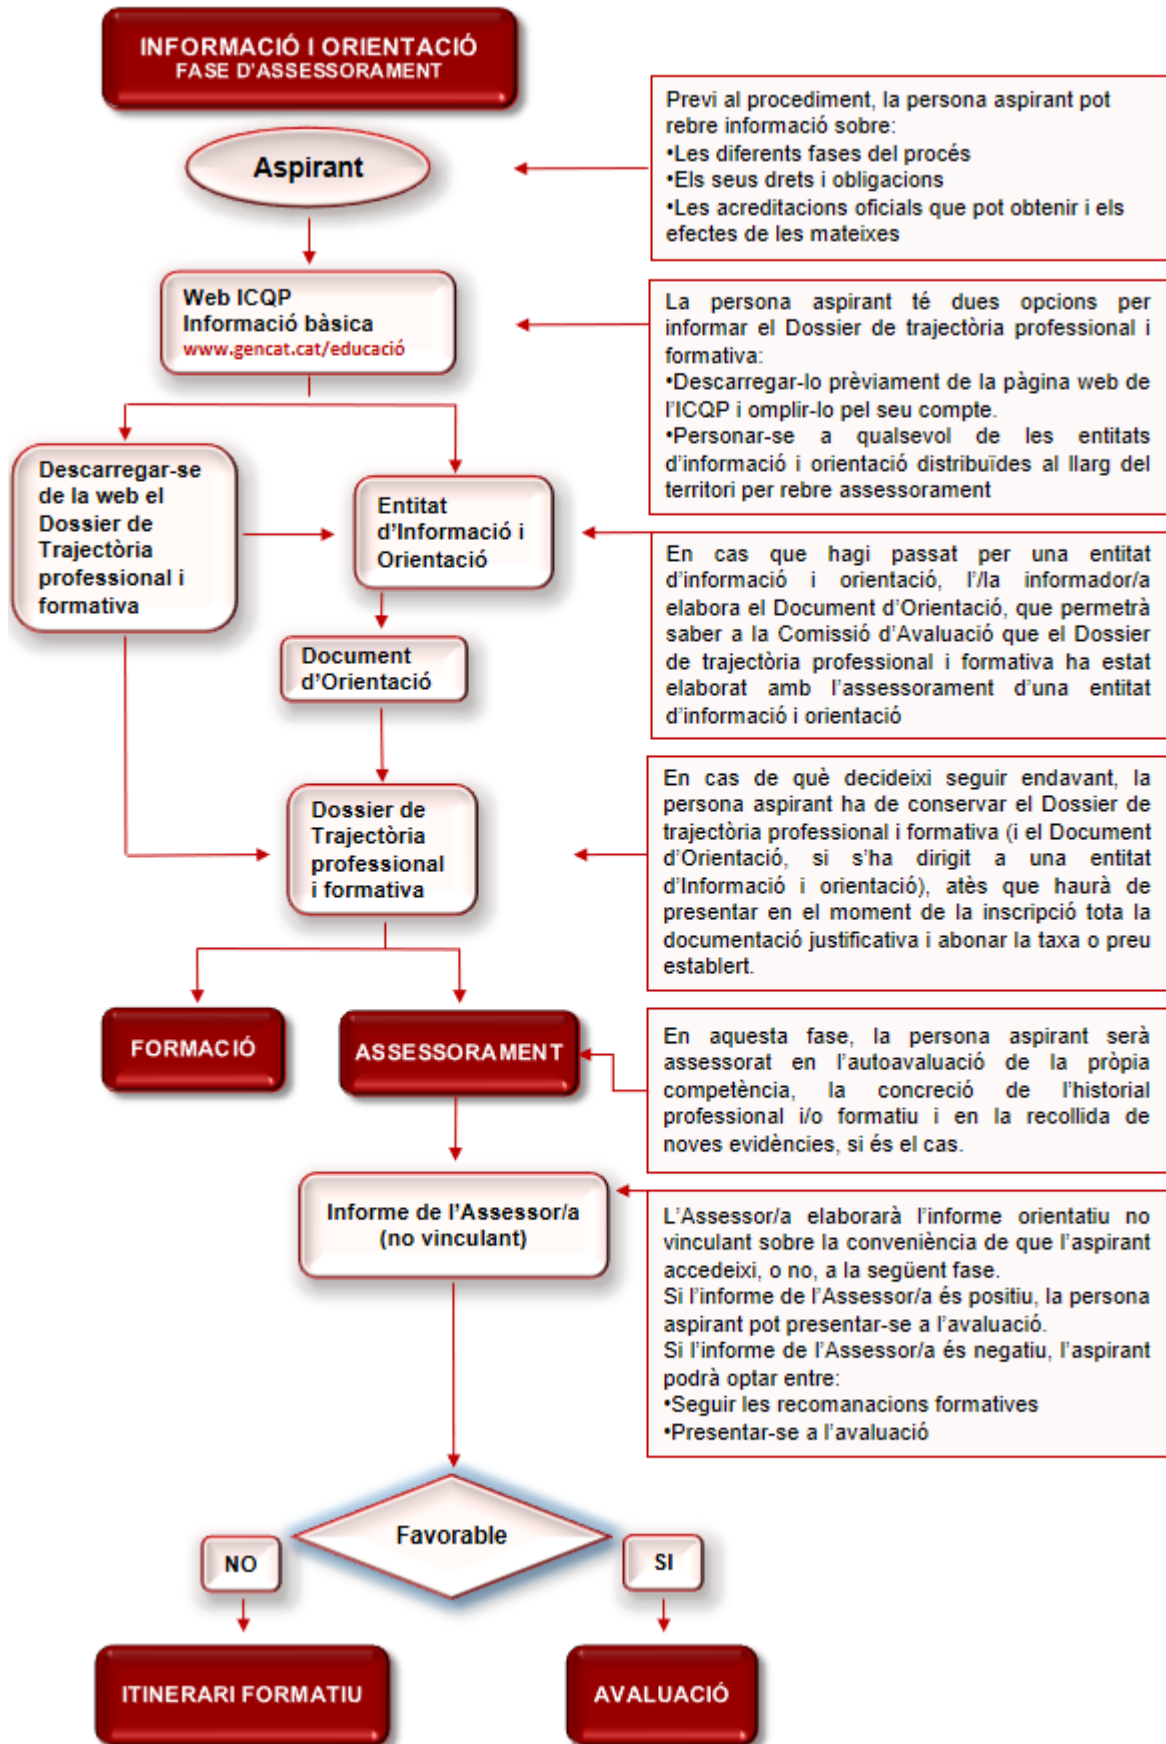 INFORMACIÓ I ORIENTACIÓ
FASE D'ASSESSORAMENT
Aspirant
Previ al procediment, la persona aspirant pot
rebre informació sobre:
•Les diferents fases del procés
•Els seus drets i obligacions
•Les acreditacions oficials que pot obtenir i els
efectes de les mateixes
Web ICQP
Informació bàsica
www.gencat.cat/educació
La persona aspirant té dues opcions per
informar el Dossier de trajectòria professional i
formativa:
•Descarregar-lo prèviament de la pàgina web de
l'ICQP i omplir-lo pel seu compte.
•Personar-se a qualsevol de les entitats
d'informació i orientació distribuïdes al llarg del
territori per rebre assessorament
Descarregar-se
de la web el
Dossier de
Trajectòria
professional i
formativa
Entitat
d'Informació i
Orientació
En cas que hagi passat per una entitat
d'informació i orientació, l'/la informador/a
elabora el Document d'Orientació, que permetrà
saber a la Comissió d'Avaluació que el Dossier
de trajectòria professional i formativa ha estat
elaborat amb l'assessorament d'una entitat
d'informació i orientació
Document
d'Orientació
Dossier de
Trajectòria
professional
i formativa
En cas de què decideixi seguir endavant, la
persona aspirant ha de conservar el Dossier de
trajectòria professional i formativa (i el Document
d'Orientació, si s'ha dirigit a una entitat
d'Informació i orientació), atès que haurà de
presentar en el moment de la inscripció tota la
documentació justificativa i abonar la taxa o preu
establert.
FORMACIÓ
ASSESSORAMENT
En aquesta fase, la persona aspirant serà
assessorat en l'autoavaluació de la pròpia
competència, la concreció de l'historial
professional i/o formatiu i en la recollida de
noves evidències, si és el cas.
Informe de l'Assessor/a
(no vinculant)
L'Assessor/a elaborarà l'informe orientatiu no
vinculant sobre la conveniència de que l'aspirant
accedeixi, o no, a la següent fase.
Si l'informe de l'Assessor/a és positiu, la persona
aspirant pot presentar-se a l'avaluació.
Si l'informe de l'Assessor/a és negatiu, l'aspirant
podrà optar entre:
•Seguir les recomanacions formatives
•Presentar-se a l'avaluació
Favorable
NO
SI
ITINERARI FORMATIU
AVALUACIÓ